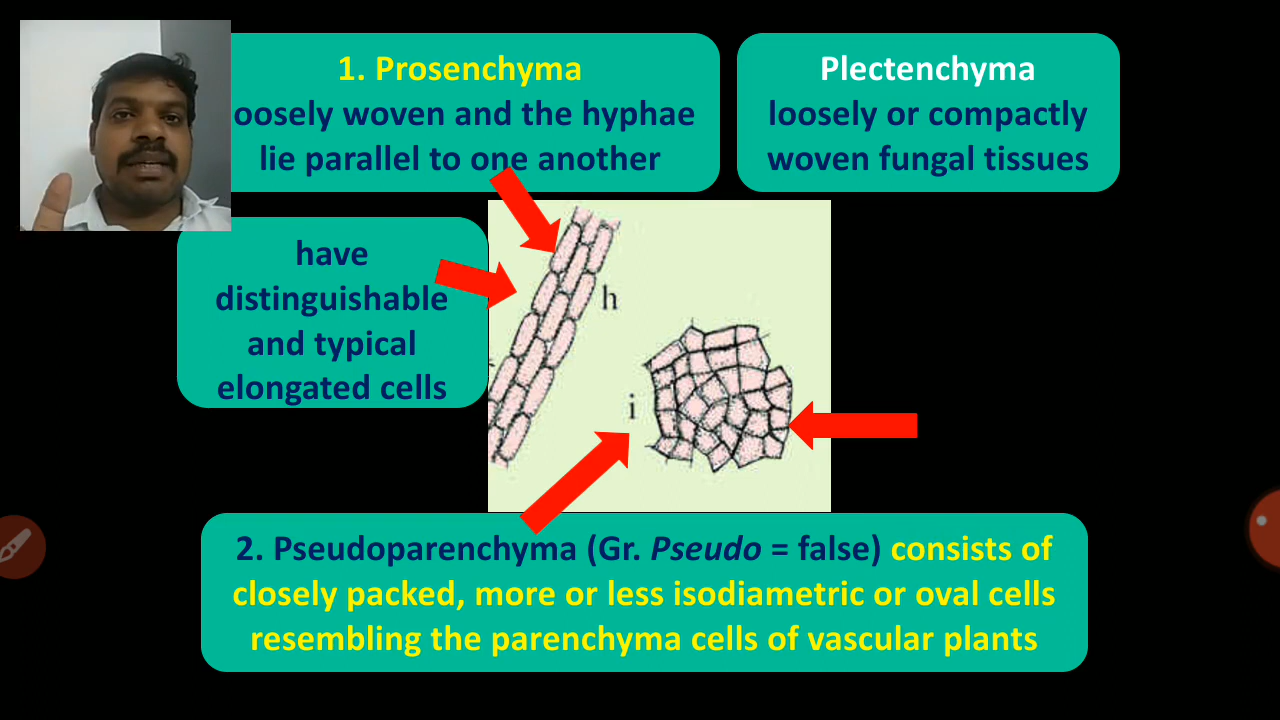 1. Prosenchyma
oosely woven and the hyphae
lie parallel to one another
Plectenchyma
loosely or compactly
woven fungal tissues
have
distinguishable
and typical
elongated cells
h
i
2. Pseudoparenchyma (Gr. Pseudo = false) consists of
closely packed, more or less isodiametric or oval cells
resembling the parenchyma cells of vascular plants